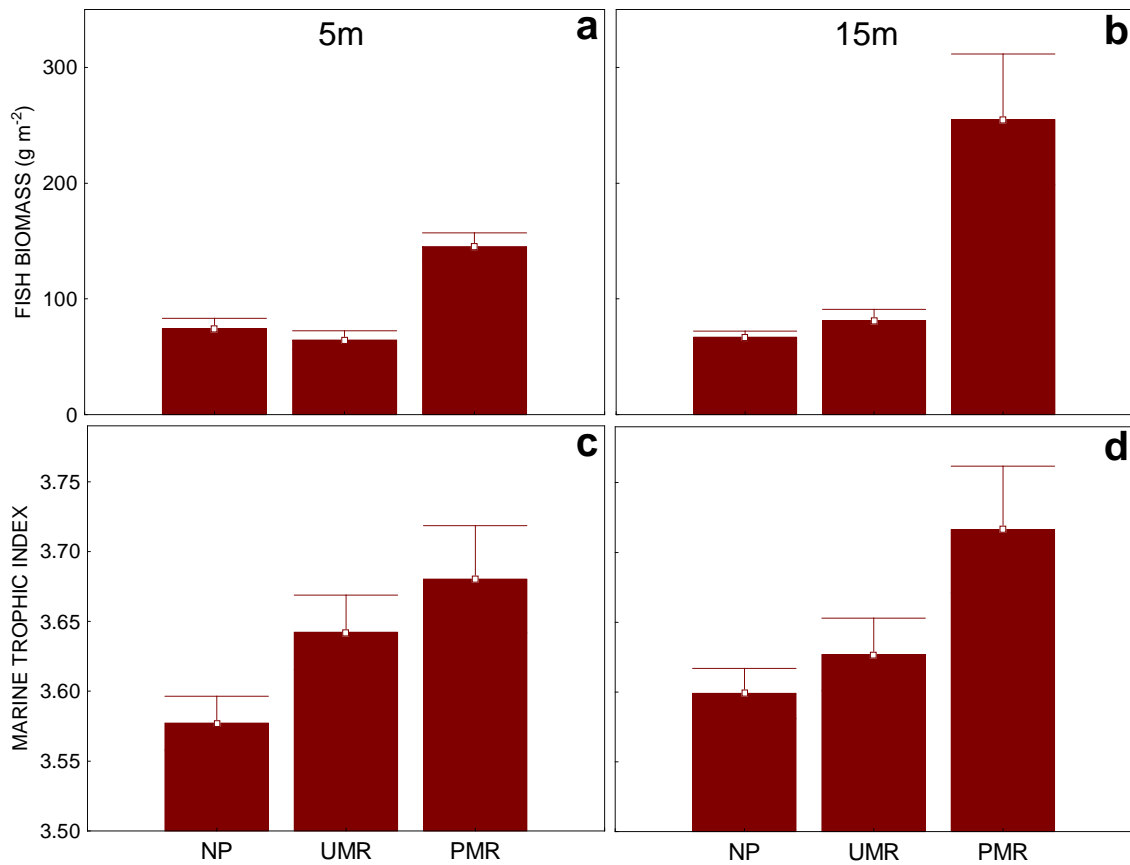 5m
a
15m
b
FISH BIOMASS (g m⁻²)
300
200
100
0
c
d
MARINE TROPHIC INDEX
3.75
3.70
3.65
3.60
3.55
3.50
NP UMR PMR
NP UMR PMR